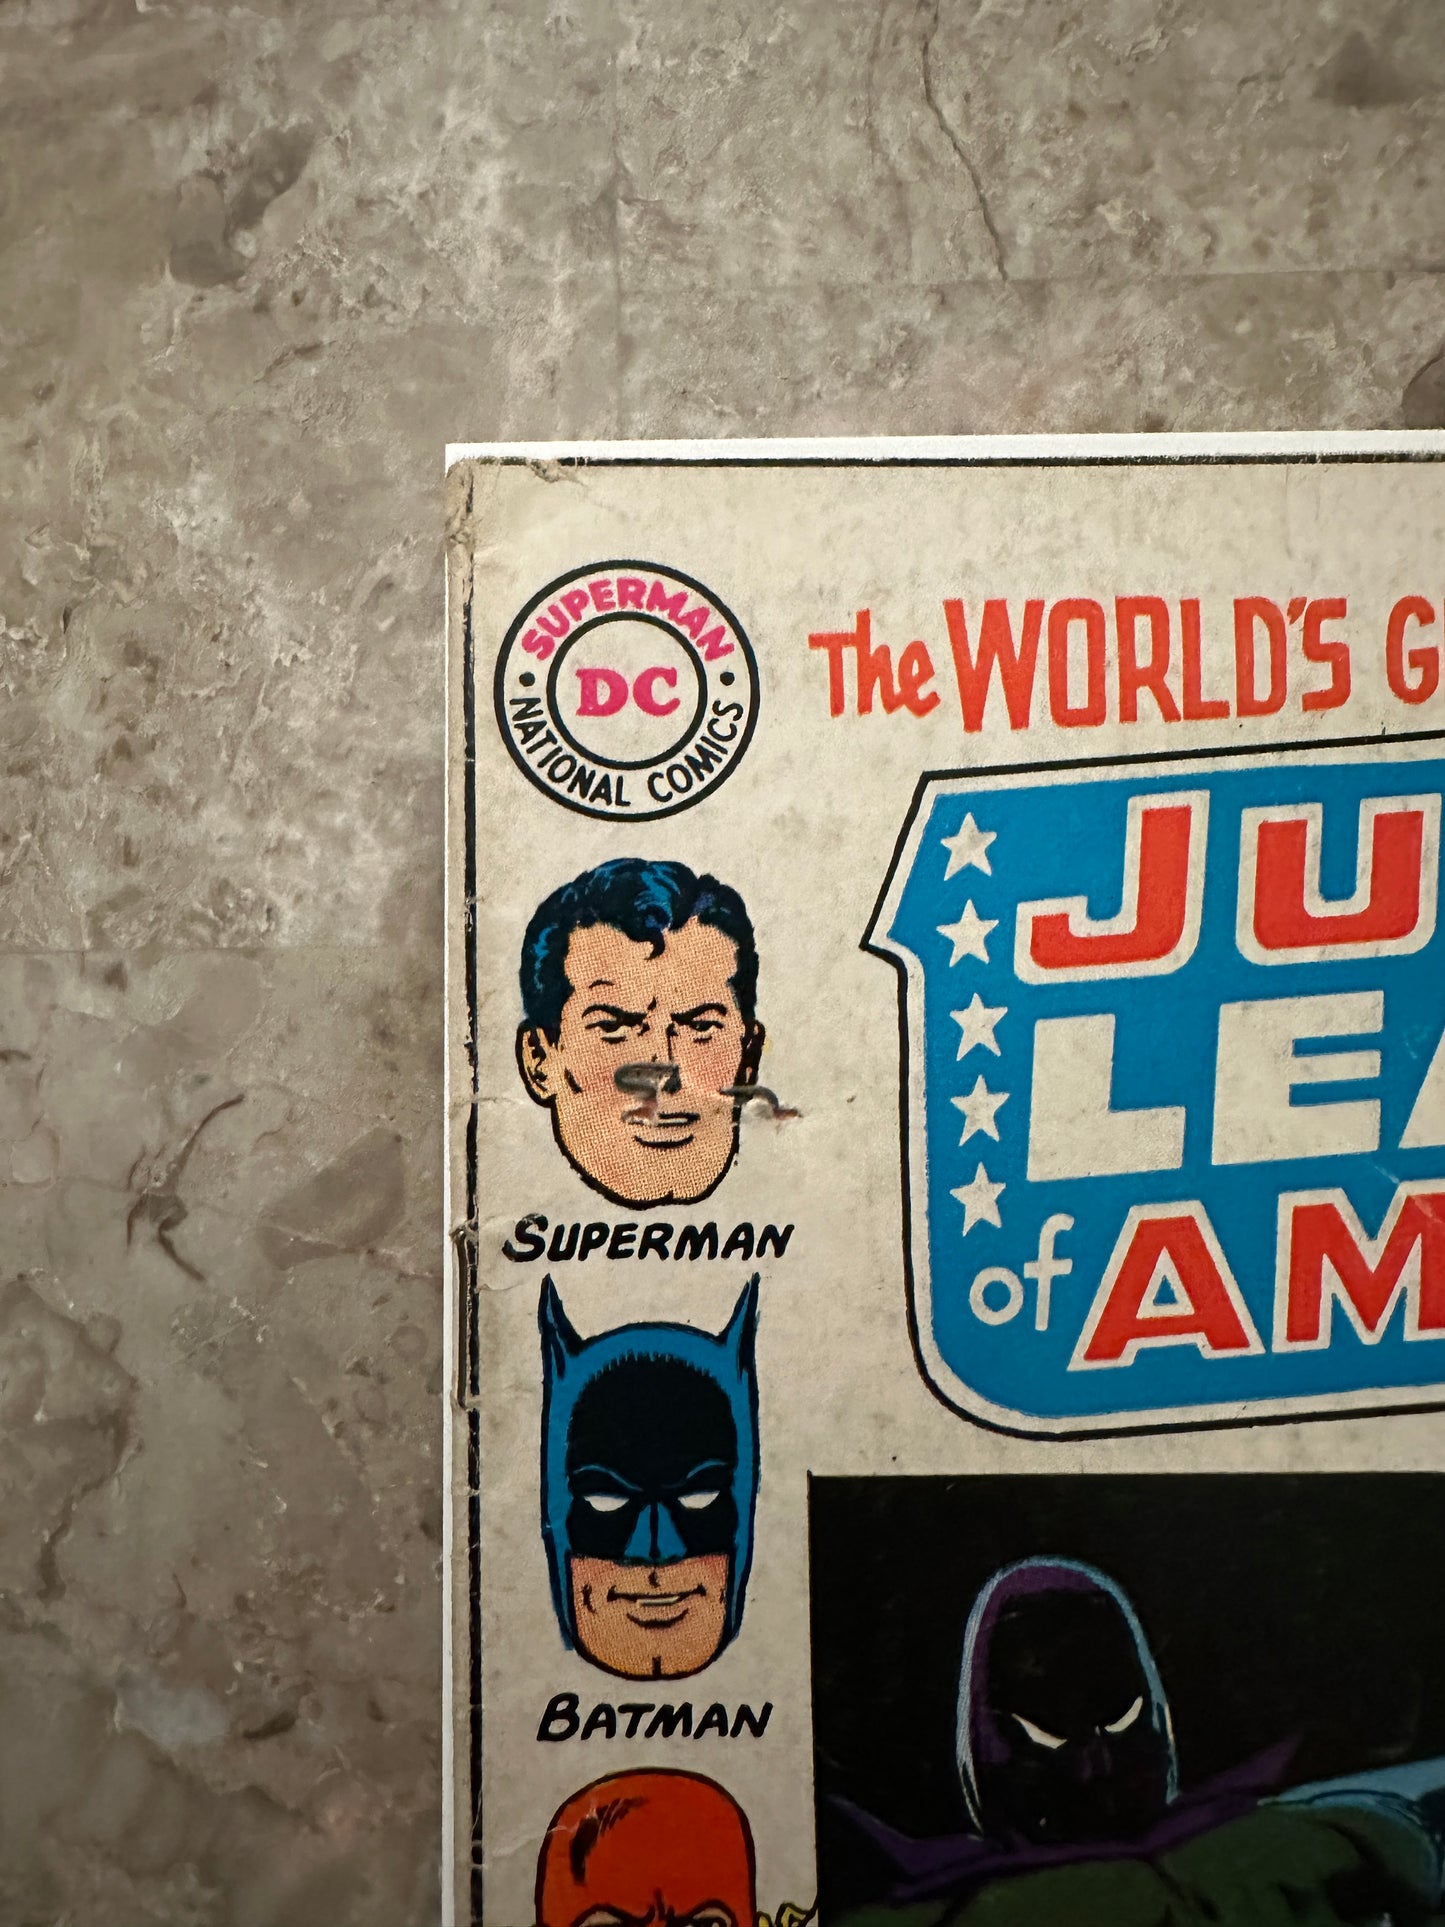 SUPERMAN
DC
NATIONAL COMICS
The WORLD'S G
JU
LEA
of AM
SUPERMAN
BATMAN